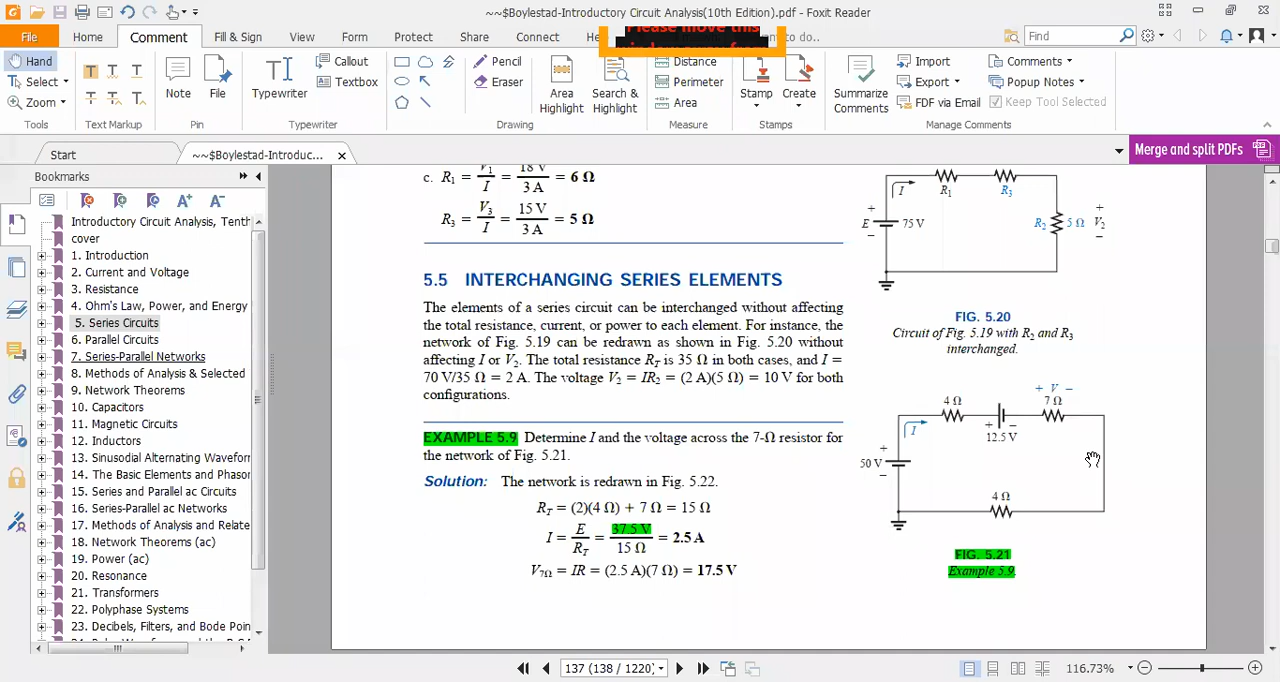 ~~$Boylestad-Introductory Circuit Analysis(10th Edition).pdf - Foxit Reader
Please move this
File Home Comment Fill & Sign View Form Protect Share Connect He to do..
Find
Hand
Select
Zoom
Tools
Text Markup
Note File
Pin
Typewriter
Callout
Textbox
Typewriter
Pencil
Eraser
Drawing
Area Highlight
Search & Highlight
Distance
Perimeter
Area
Measure
Stamp Create
Stamps
Summarize Comments
Import
Export
FDF via Email
Comments
Popup Notes
Keep Tool Selected
Manage Comments
Start
~~$Boylestad-Introduc...
Merge and split PDFs
Bookmarks
Introductory Circuit Analysis, Tenth
cover
1. Introduction
2. Current and Voltage
3. Resistance
4. Ohm's Law, Power, and Energy
5. Series Circuits
6. Parallel Circuits
7. Series-Parallel Networks
8. Methods of Analysis & Selected
9. Network Theorems
10. Capacitors
11. Magnetic Circuits
12. Inductors
13. Sinusoidal Alternating Waveforn
14. The Basic Elements and Phasor
15. Series and Parallel ac Circuits
16. Series-Parallel ac Networks
17. Methods of Analysis and Relate
18. Network Theorems (ac)
19. Power (ac)
20. Resonance
21. Transformers
22. Polyphase Systems
23. Decibels, Filters, and Bode Poin
c. R1 = V1/I = 18 V/3 A = 6 Ω
R3 = V3/I = 15 V/3 A = 5 Ω
5.5 INTERCHANGING SERIES ELEMENTS
The elements of a series circuit can be interchanged without affecting
the total resistance, current, or power to each element. For instance, the
network of Fig. 5.19 can be redrawn as shown in Fig. 5.20 without
affecting I or V2. The total resistance RT is 35 Ω in both cases, and I =
70 V/35 Ω = 2 A. The voltage V2 = IR2 = (2 A)(5 Ω) = 10 V for both
configurations.
EXAMPLE 5.9 Determine I and the voltage across the 7-Ω resistor for
the network of Fig. 5.21.
Solution: The network is redrawn in Fig. 5.22.
RT = (2)(4 Ω) + 7 Ω = 15 Ω
I = E/RT = 37.5 V/15 Ω = 2.5 A
V7Ω = IR = (2.5 A)(7 Ω) = 17.5 V
I R1 R3
+ E − 75 V R2 5 Ω + V2 −
FIG. 5.20
Circuit of Fig. 5.19 with R2 and R3
interchanged.
+ V −
4 Ω 7 Ω
I + − 12.5 V
+ 50 V −
4 Ω
FIG. 5.21
Example 5.9.
137 (138 / 1220)
116.73%